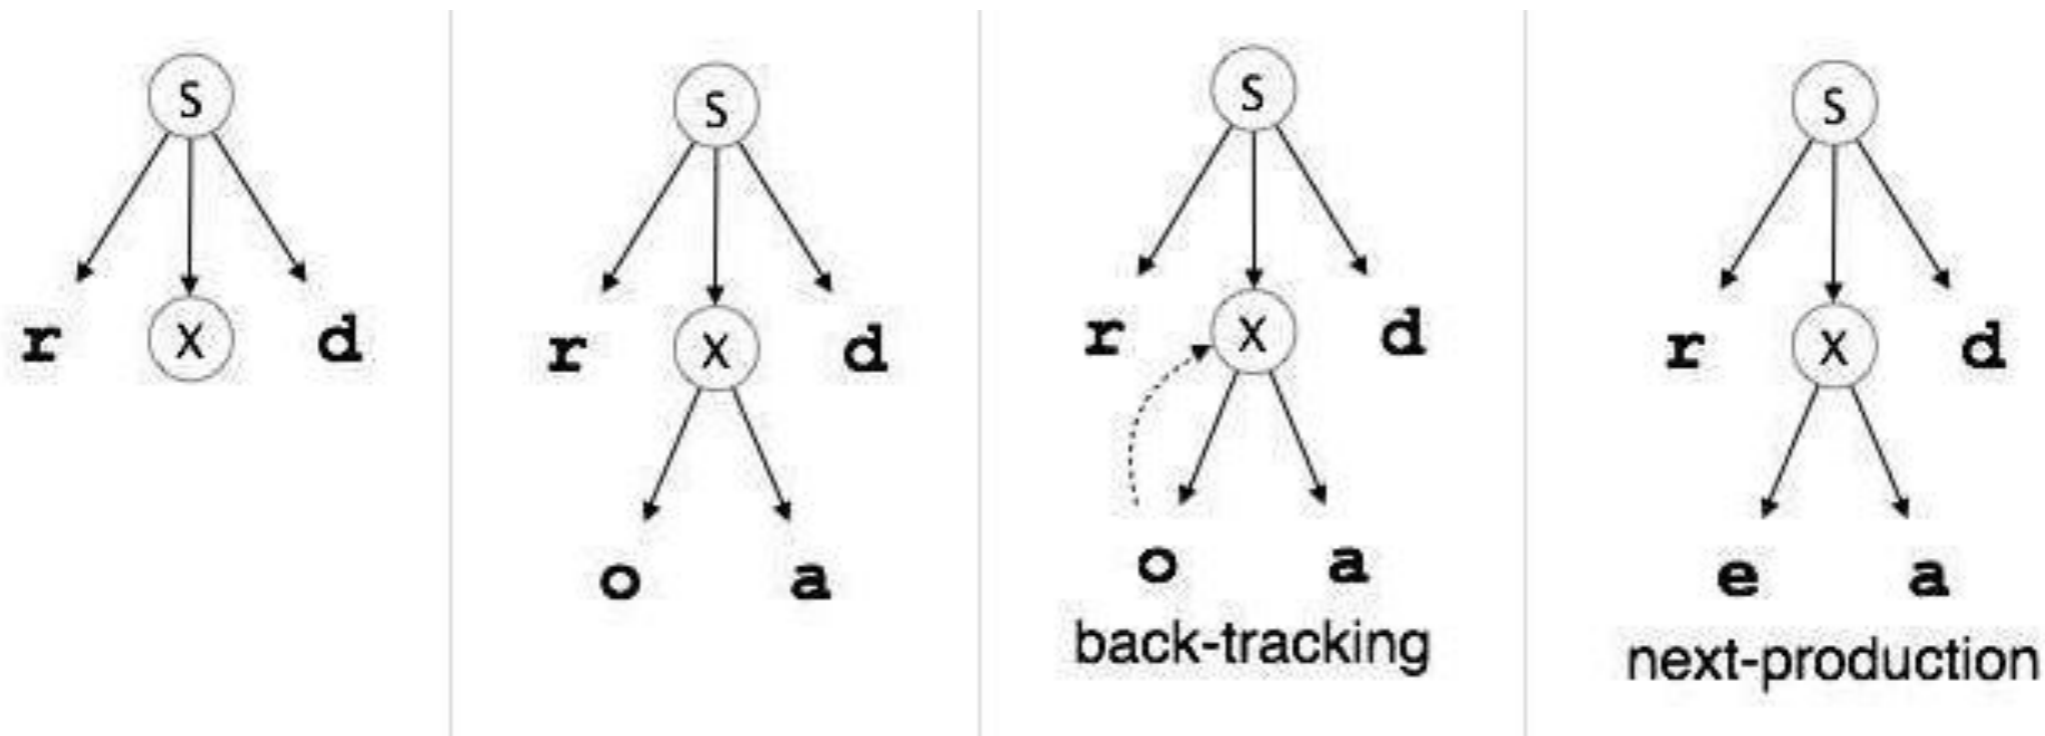 S
r X d
S
r X d
o a
S
r X d
o a
back-tracking
S
r X d
e a
next-production